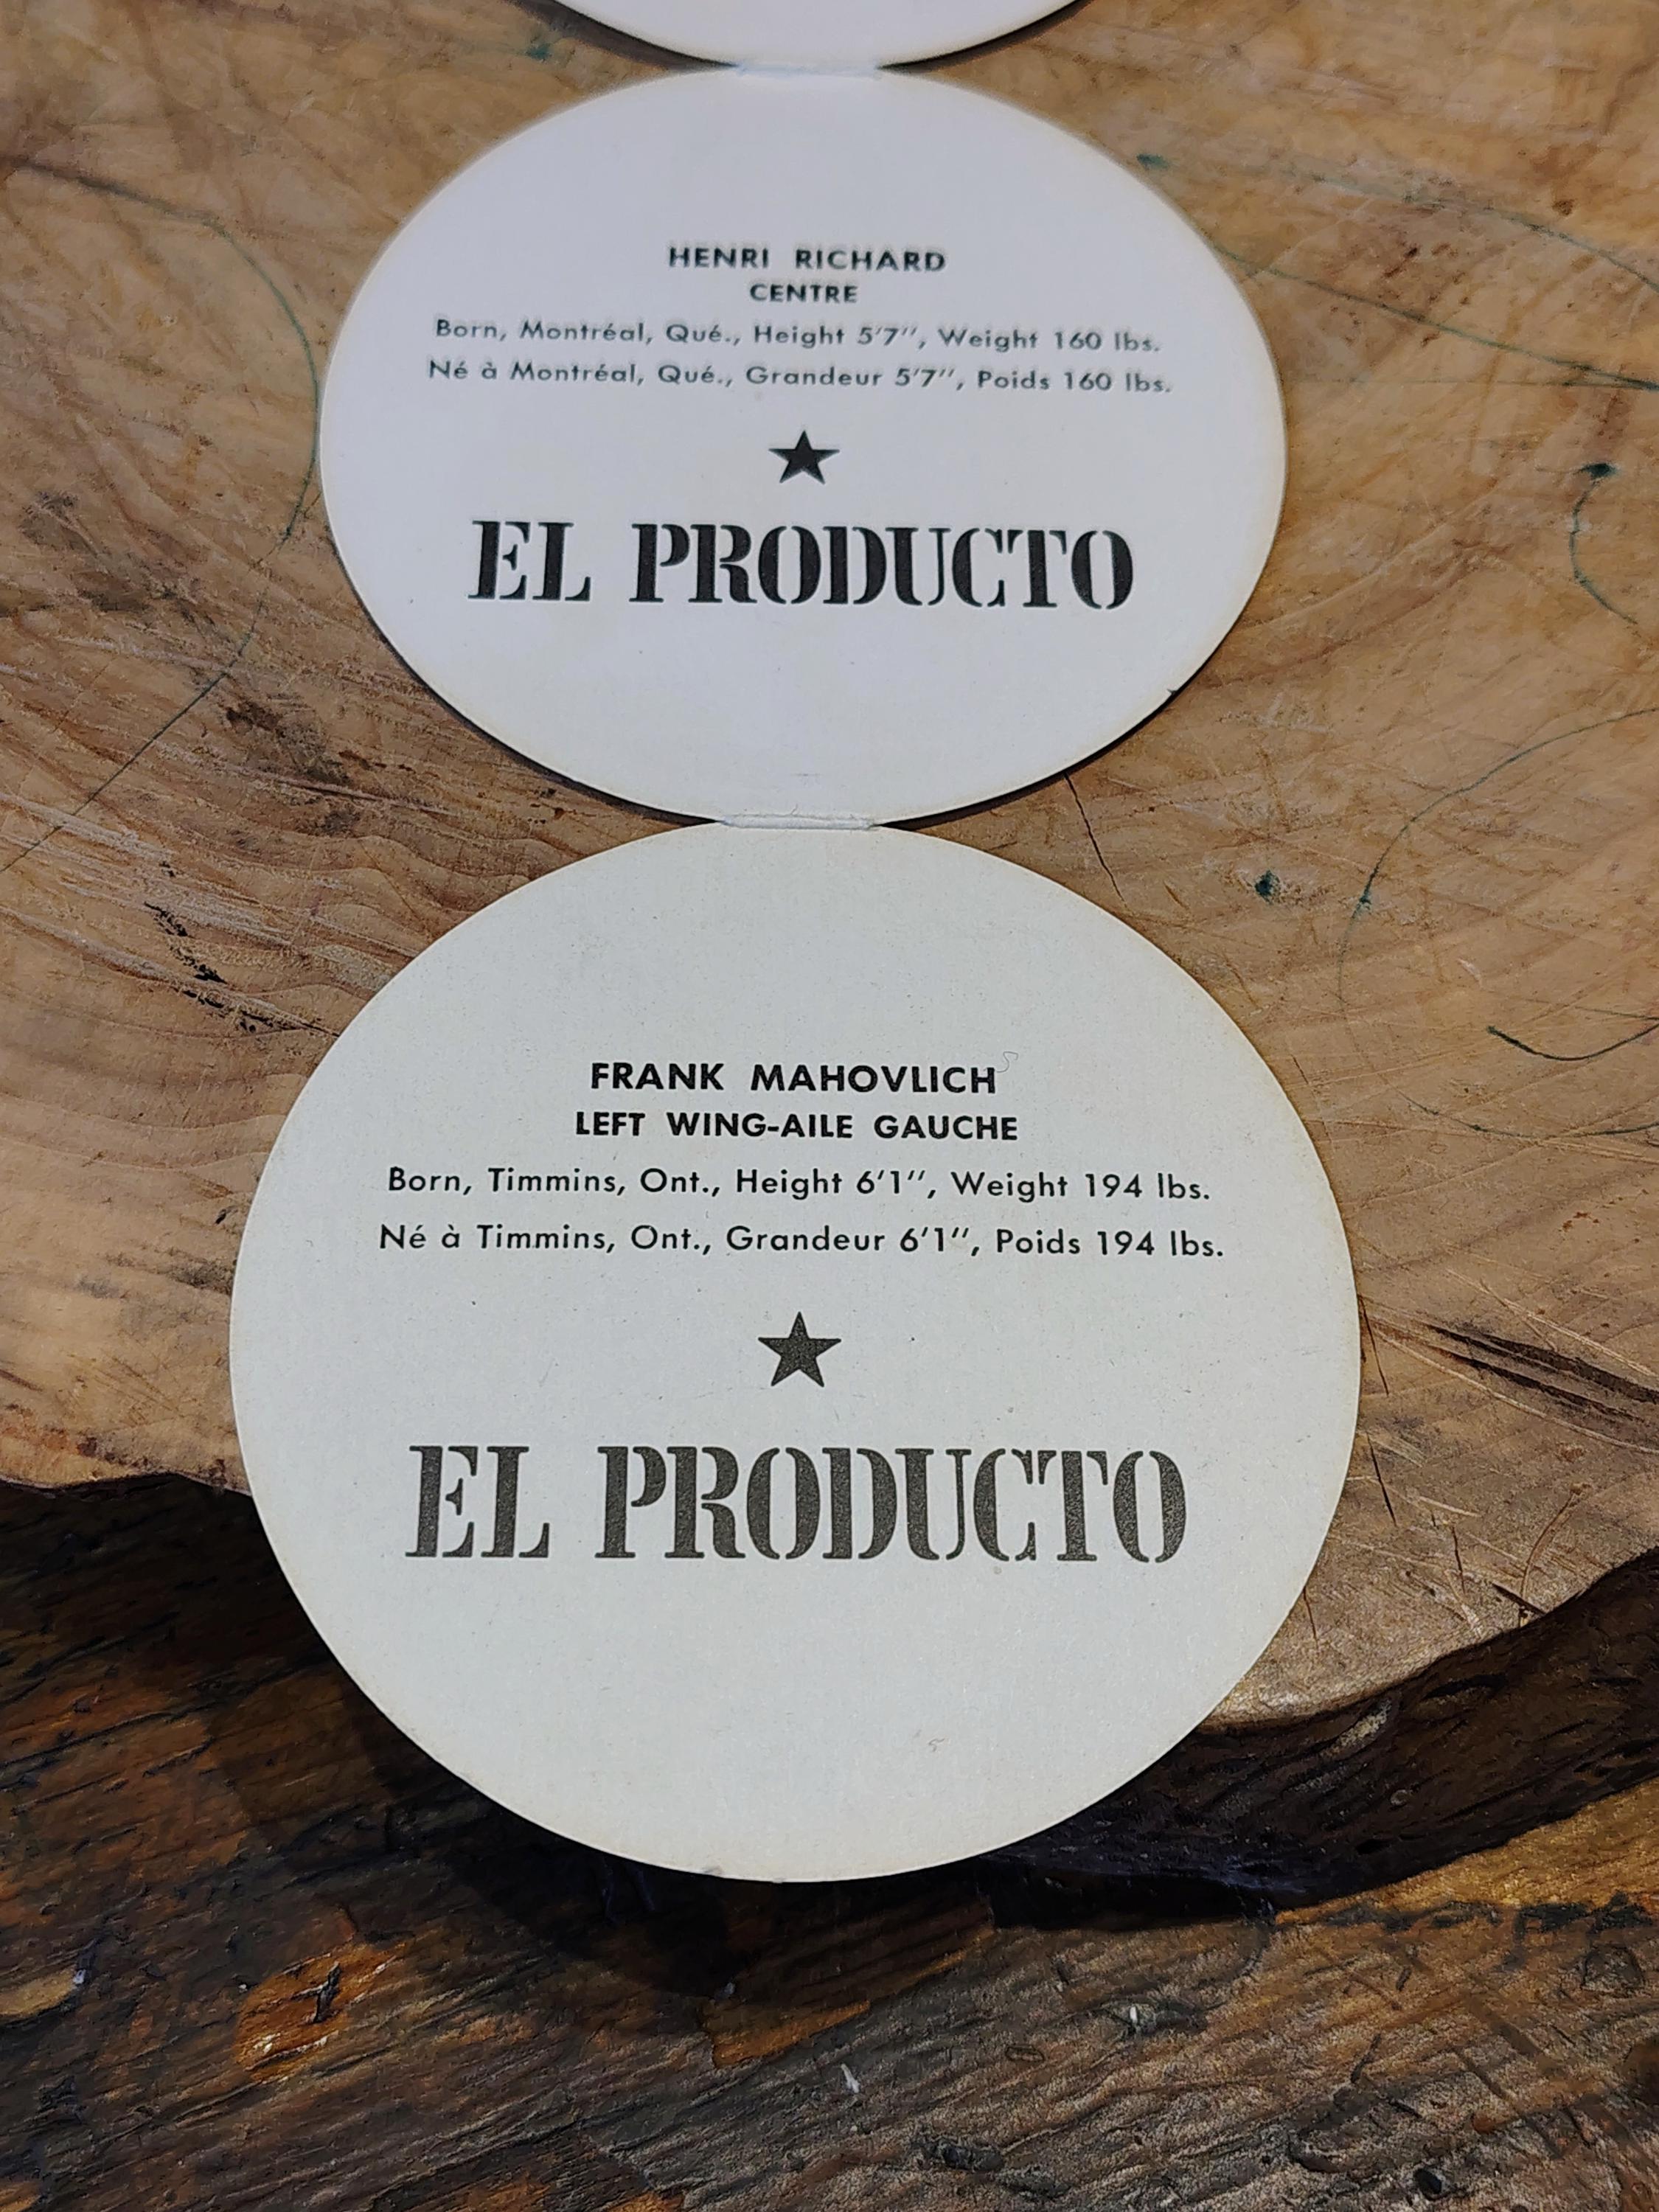 HENRI RICHARD
CENTRE
Born, Montréal, Qué., Height 5'7", Weight 160 lbs.
Né à Montréal, Qué., Grandeur 5'7", Poids 160 lbs.
★
EL PRODUCTO
FRANK MAHOVLICH
LEFT WING-AILE GAUCHE
Born, Timmins, Ont., Height 6'1", Weight 194 lbs.
Né à Timmins, Ont., Grandeur 6'1", Poids 194 lbs.
★
EL PRODUCTO